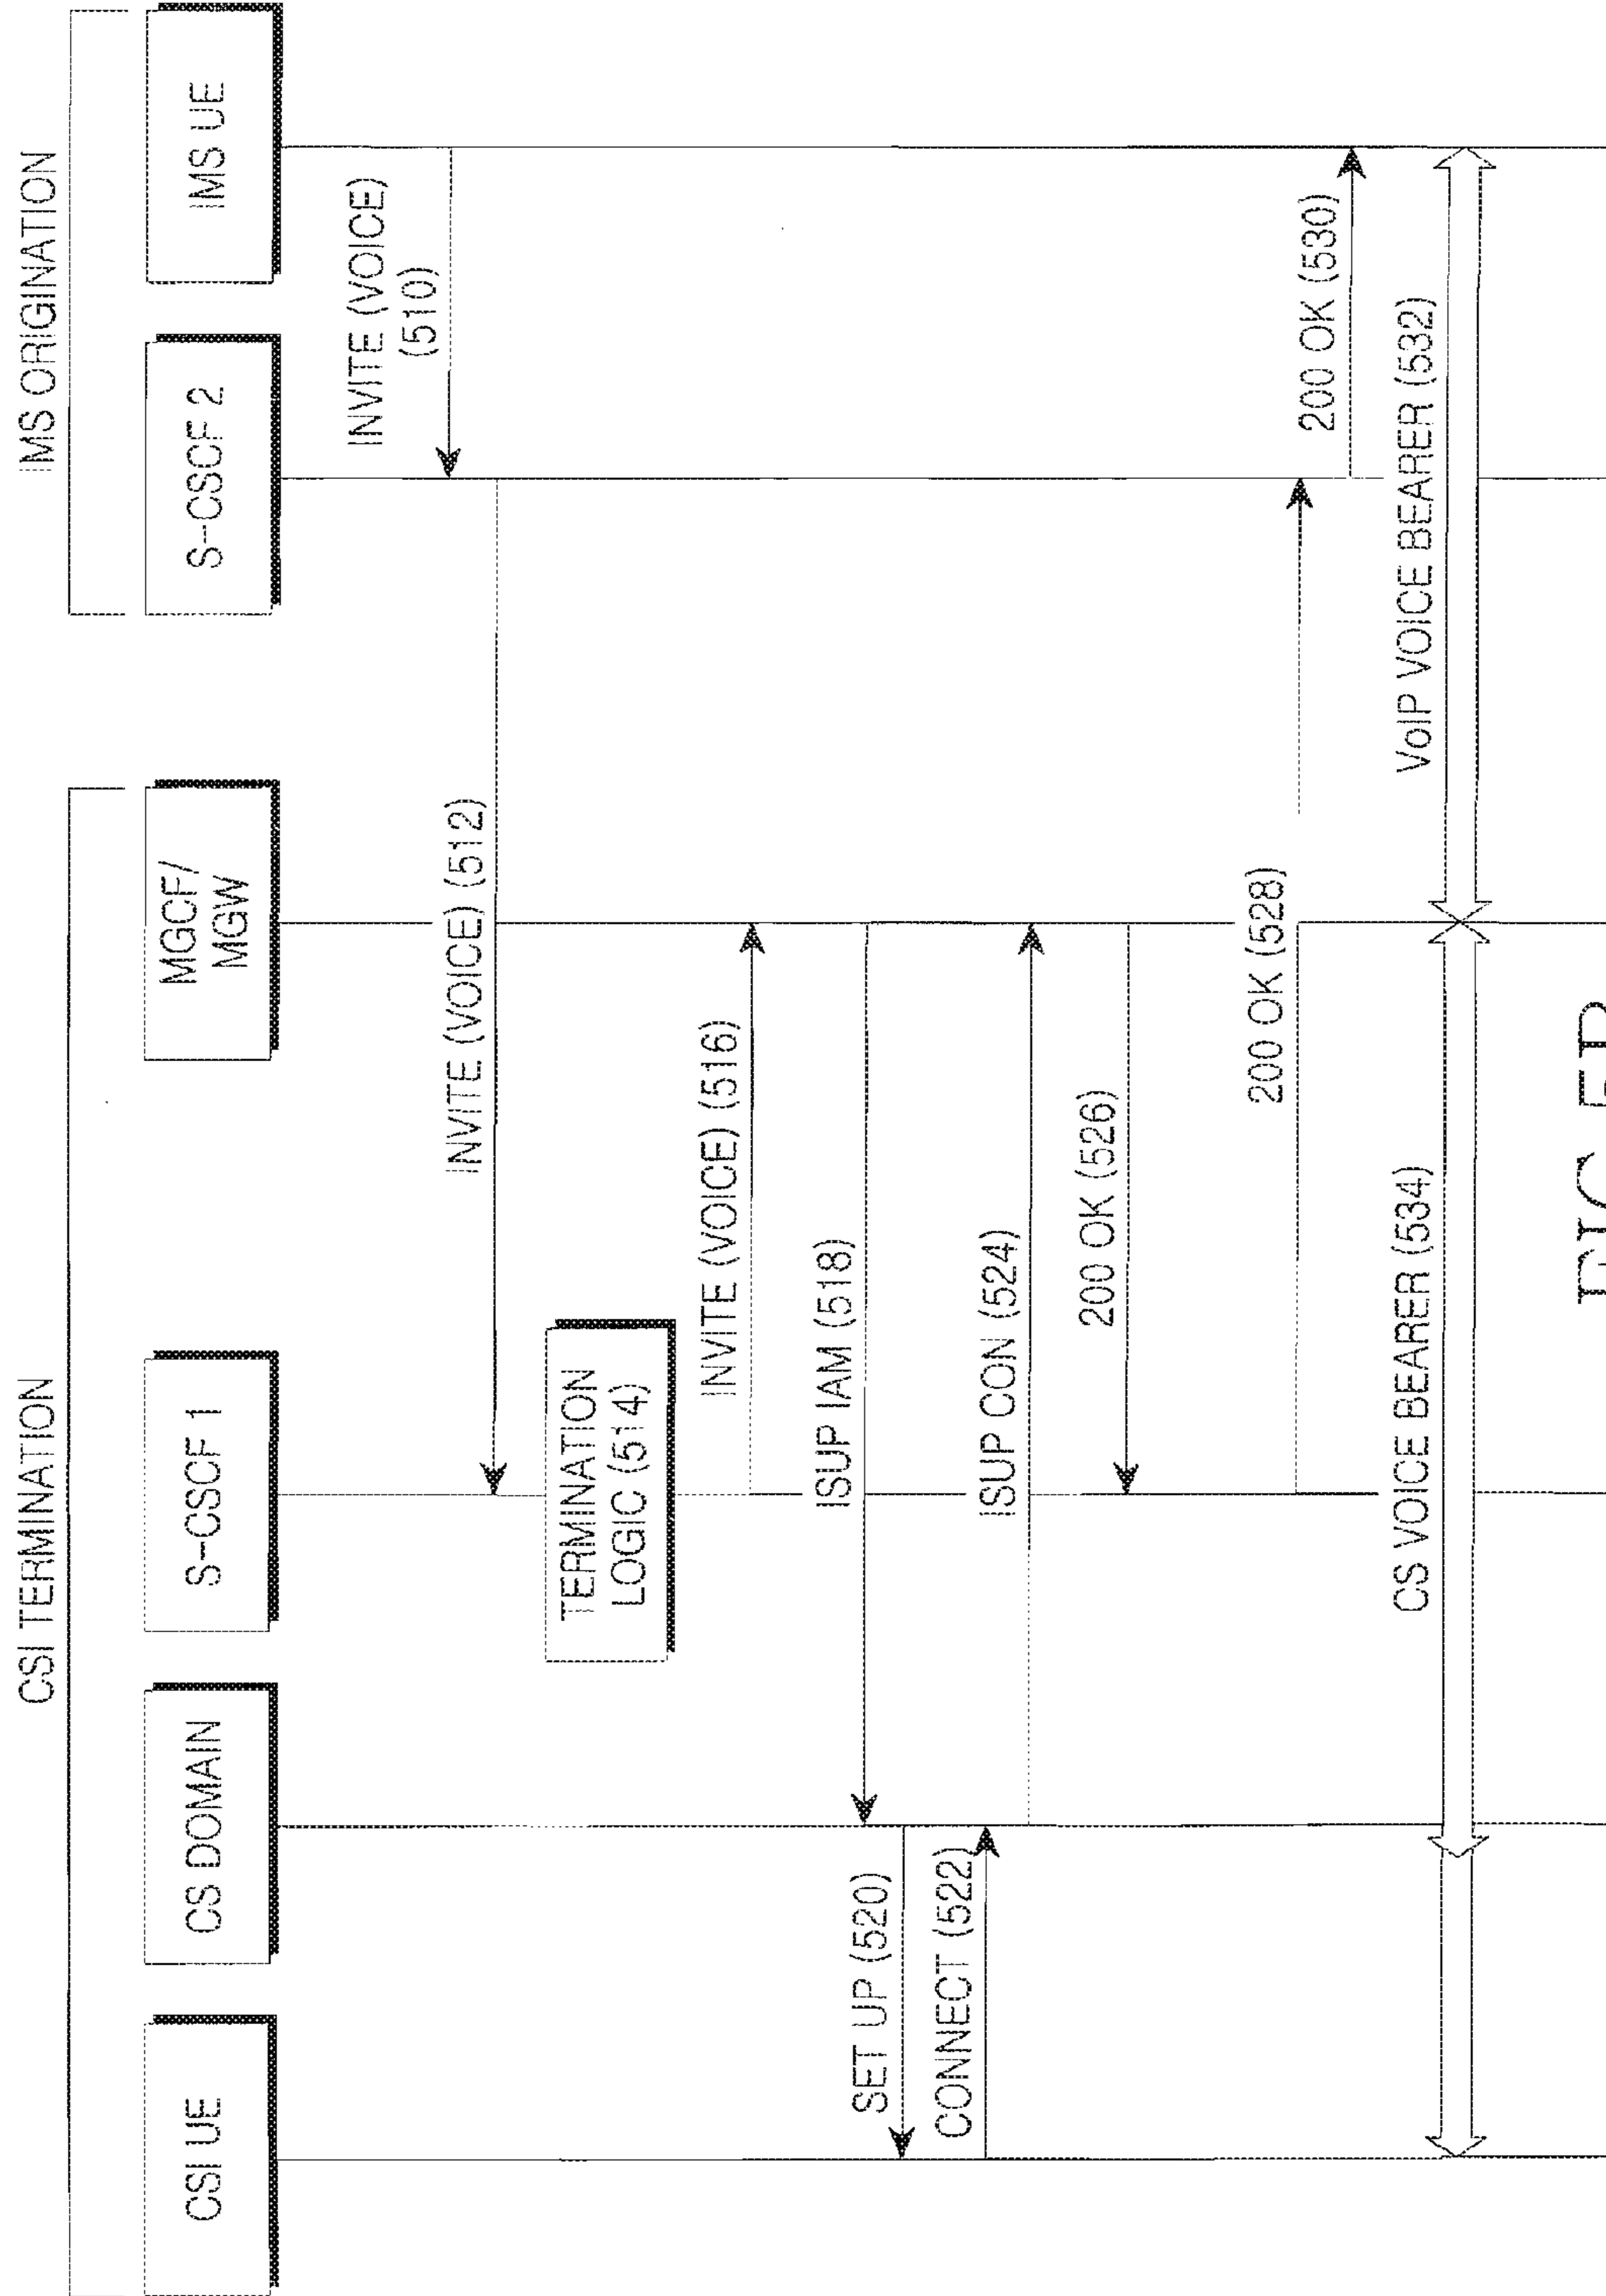 CSI TERMINATION
IMS ORIGINATION
CSI UE
CS DOMAIN
S-CSCF 1
MGCF/
MGW
S-CSCF 2
IMS UE
INVITE (VOICE)
(510)
INVITE (VOICE) (512)
TERMINATION
LOGIC (514)
INVITE (VOICE) (516)
ISUP IAM (518)
SET UP (520)
CONNECT (522)
ISUP CON (524)
200 OK (526)
200 OK (528)
200 OK (530)
VoIP VOICE BEARER (532)
CS VOICE BEARER (534)